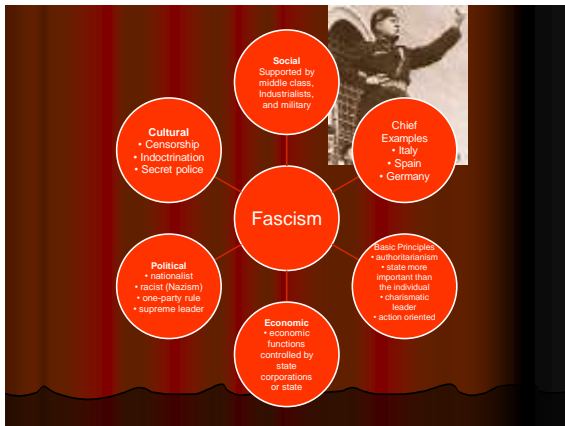 Social
Supported by
middle class,
Industrialists,
and military
Chief
Examples
• Italy
• Spain
• Germany
Basic Principles
• authoritarianism
• state more
important than
the individual
• charismatic
leader
• action oriented
Economic
• economic
functions
controlled by
state
corporations
or state
Political
• nationalist
• racist (Nazism)
• one-party rule
• supreme leader
Cultural
• Censorship
• Indoctrination
• Secret police
Fascism